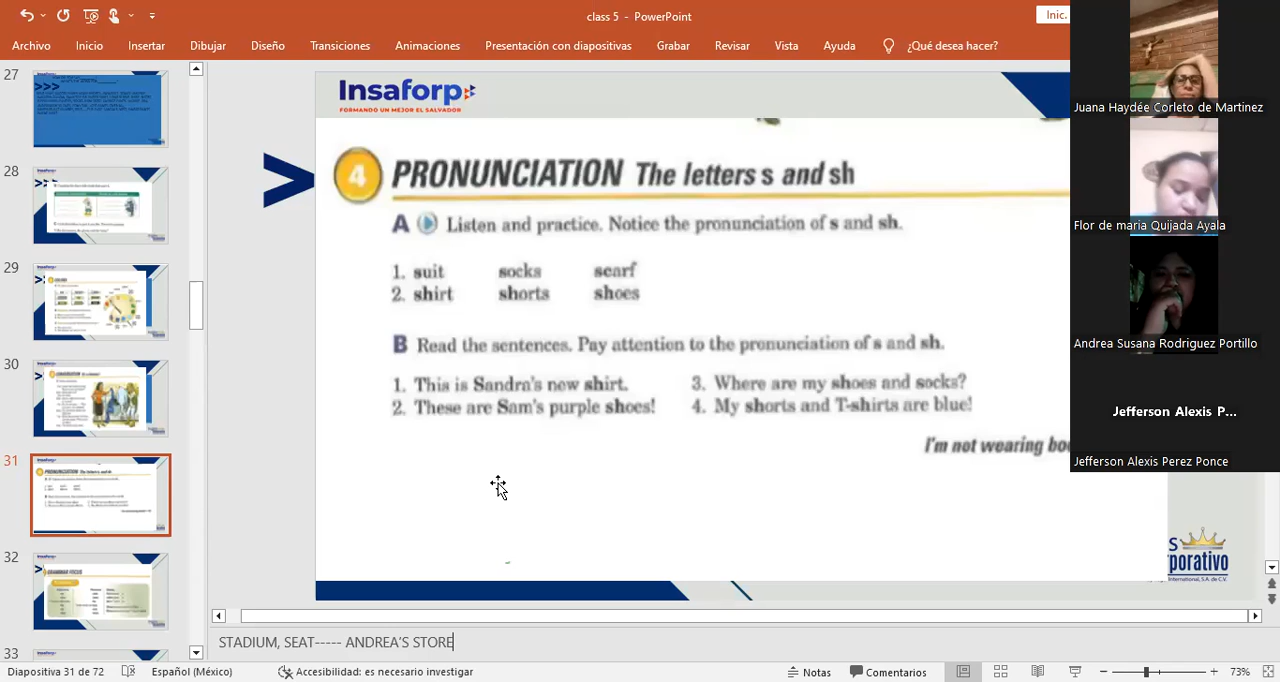 class 5 - PowerPoint
Inic.
Archivo Inicio Insertar Dibujar Diseño Transiciones Animaciones Presentación con diapositivas Grabar Revisar Vista Ayuda ¿Qué desea hacer?
27
28
29
30
31
32
33
Insaforp
FORMANDO UN MEJOR EL SALVADOR
4 PRONUNCIATION The letters s and sh
A Listen and practice. Notice the pronunciation of s and sh.
1. suit socks scarf
2. shirt shorts shoes
B Read the sentences. Pay attention to the pronunciation of s and sh.
1. This is Sandra's new shirt.
2. These are Sam's purple shoes!
3. Where are my shoes and socks?
4. My shorts and T-shirts are blue!
I'm not wearing
Juana Haydée Corleto de Martinez
Flor de maria Quijada Ayala
Andrea Susana Rodriguez Portillo
Jefferson Alexis P...
Jefferson Alexis Perez Ponce
International, S.A. de C.V.
STADIUM, SEAT----- ANDREA'S STORE
Diapositiva 31 de 72 Español (México) Accesibilidad: es necesario investigar Notas Comentarios 73%